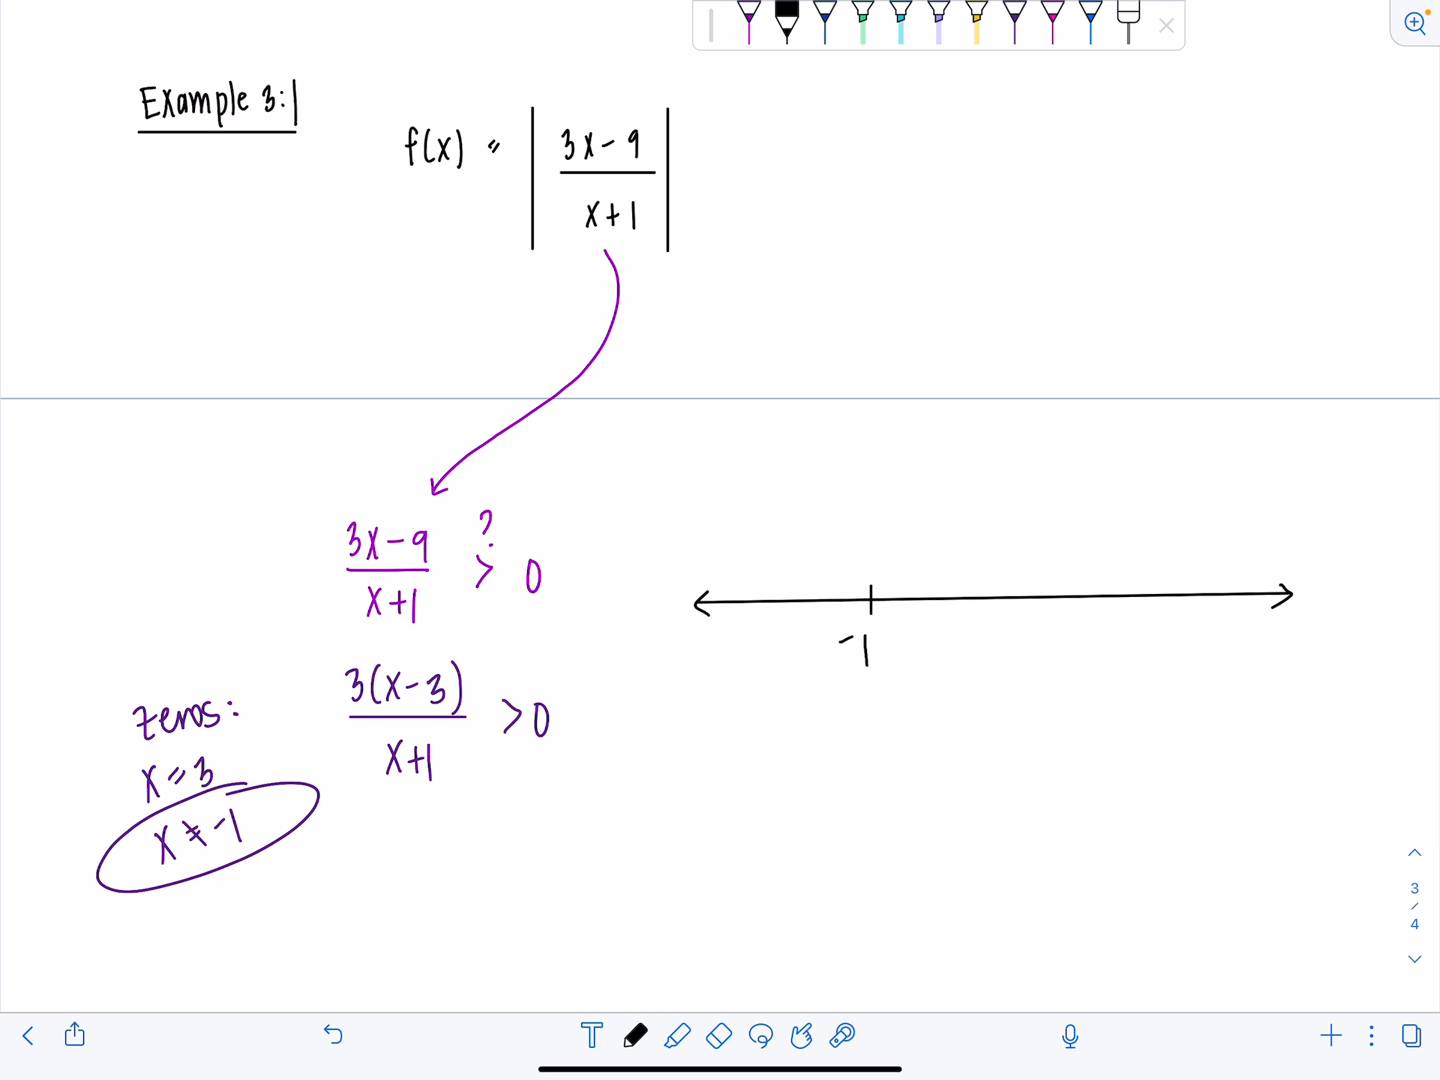 Example 3:
f(x) = | (3x-9)/(x+1) |
3x-9
x+1
?
> 0
3(x-3)
x+1
>0
-1
zeros:
x=3
x≠-1
3
/
4
T